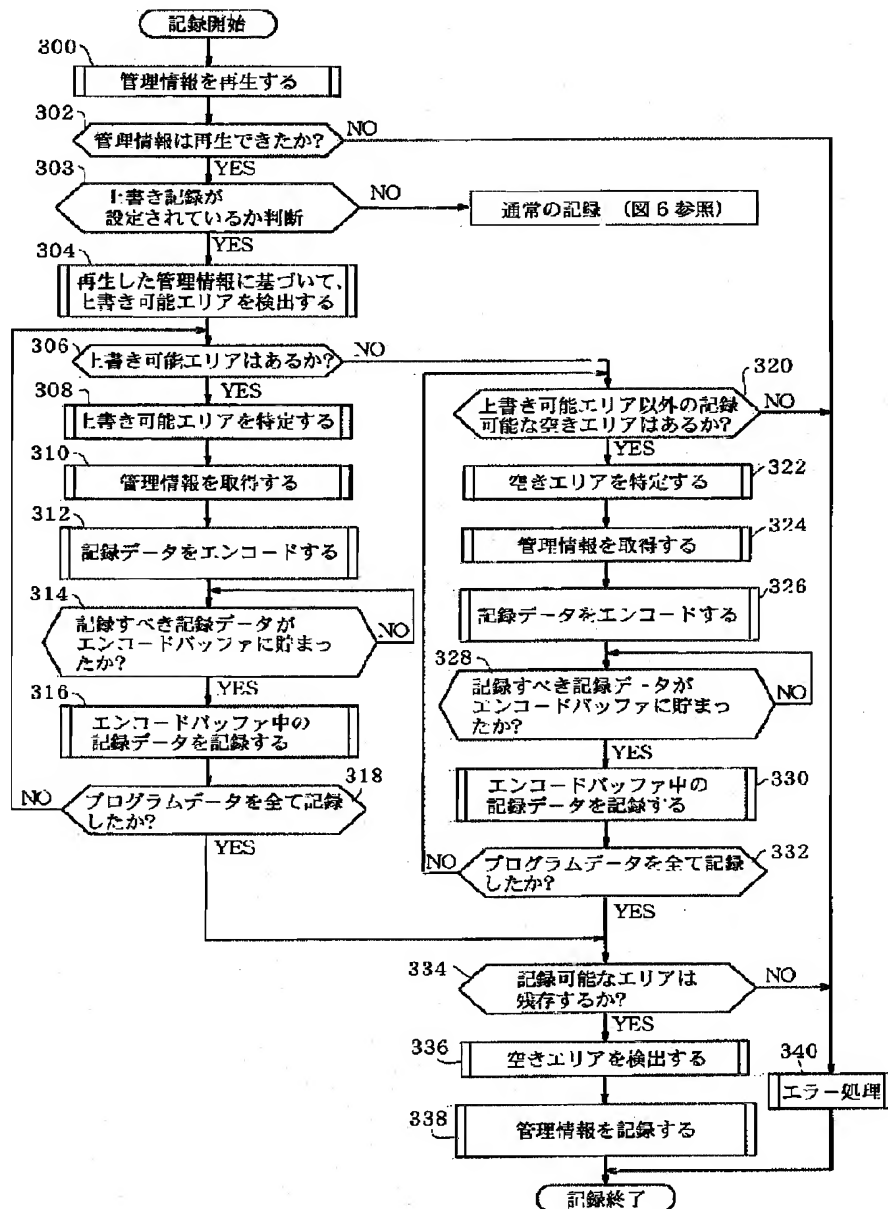 記録開始
300
管理情報を再生する
302
管理情報は再生できたか?
NO
YES
303
上書き記録が
設定されているか判断
NO
通常の記録 (図6参照)
YES
304
再生した管理情報に基づいて、
上書き可能エリアを検出する
306
上書き可能エリアはあるか?
NO
YES
308
上書き可能エリアを特定する
310
管理情報を取得する
312
記録データをエンコードする
314
記録すべき記録データが
エンコードバッファに貯まっ
たか?
NO
YES
316
エンコードバッファ中の
記録データを記録する
318
NO
プログラムデータを全て記録
したか?
YES
320
上書き可能エリア以外の記録
可能な空きエリアはあるか?
NO
YES
322
空きエリアを特定する
324
管理情報を取得する
326
記録データをエンコードする
328
記録すべき記録データが
エンコードバッファに貯まっ
たか?
NO
YES
330
エンコードバッファ中の
記録データを記録する
332
NO
プログラムデータを全て記録
したか?
YES
334
記録可能なエリアは
残存するか?
NO
YES
336
空きエリアを検出する
340
エラー処理
338
管理情報を記録する
記録終了